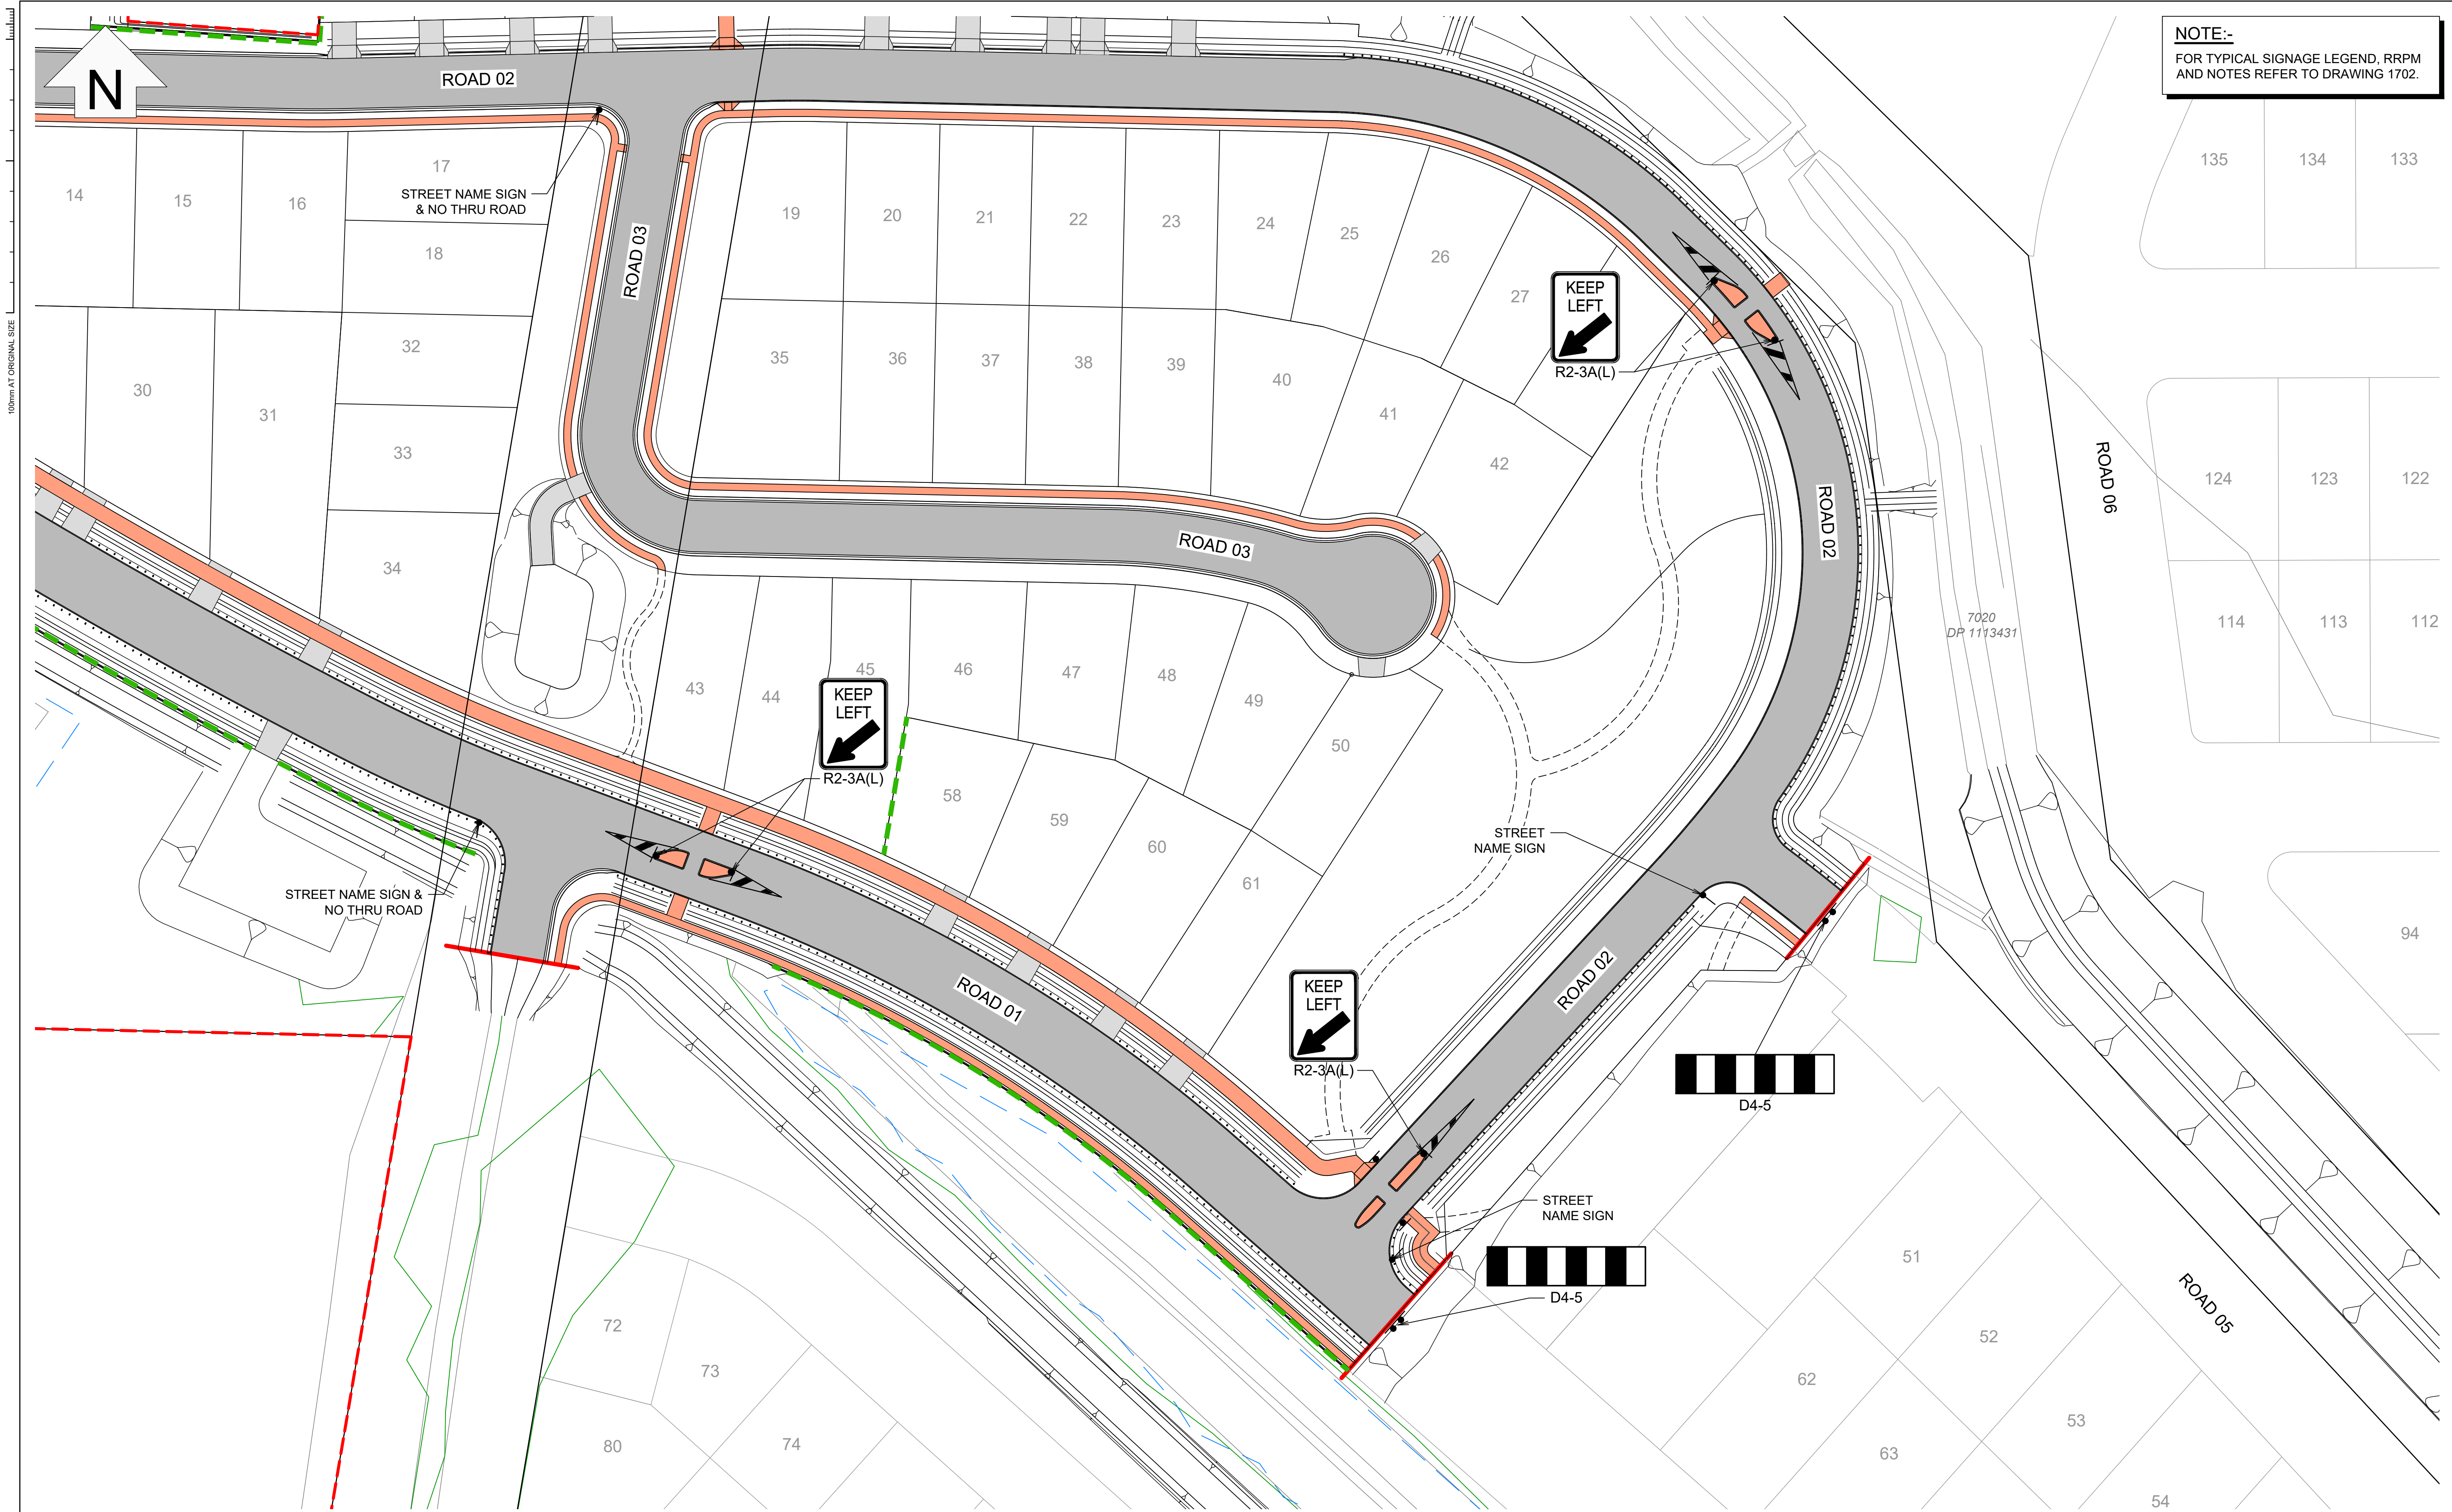 NOTE:-
FOR TYPICAL SIGNAGE LEGEND, RRPM
AND NOTES REFER TO DRAWING 1702.
N
100mm AT ORIGINAL SIZE
ROAD 02
135
134
133
14
15
16
17
STREET NAME SIGN
& NO THRU ROAD
18
ROAD 03
19
20
21
22
23
24
25
26
27
KEEP
LEFT
R2-3A(L)
30
31
32
33
34
35
36
37
38
39
40
41
42
ROAD 02
ROAD 06
124
123
122
114
113
112
7020
DP 1113431
ROAD 03
43
44
45
46
47
48
49
50
KEEP
LEFT
R2-3A(L)
58
59
60
61
STREET
NAME SIGN
STREET NAME SIGN &
NO THRU ROAD
94
ROAD 01
ROAD 02
KEEP
LEFT
R2-3A(L)
D4-5
STREET
NAME SIGN
D4-5
51
52
53
54
62
63
ROAD 05
72
73
74
80